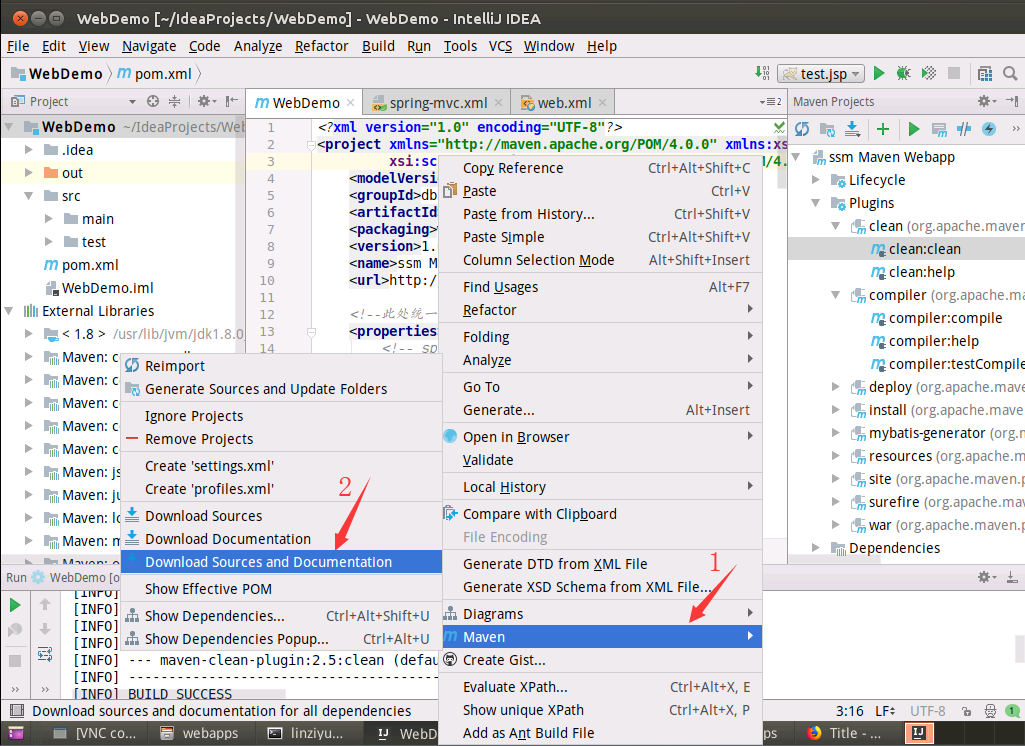 WebDemo [~/IdeaProjects/WebDemo] - WebDemo - IntelliJ IDEA
File Edit View Navigate Code Analyze Refactor Build Run Tools VCS Window Help
WebDemo pom.xml
test.jsp
Project
WebDemo
spring-mvc.xml
web.xml
Maven Projects
WebDemo ~/IdeaProjects/Web
.idea
out
src
main
test
pom.xml
WebDemo.iml
External Libraries
< 1.8 > /usr/lib/jvm/jdk1.8.0
Maven: c
Maven: c
Maven: c
Maven: c
Maven: c
Maven: js
Maven: ju
Maven: lo
Maven: m
1 <?xml version="1.0" encoding="UTF-8"?>
2 <project xmlns="http://maven.apache.org/POM/4.0.0" xmlns:xs
3 xsi:sc
4 <modelVersi
5 <groupId>db
6 <artifactId
7 <packaging>
8 <version>1.
9 <name>ssm M
10 <url>http:/
11
12 <!--此处统一
13 <properties
14 <!-- sp
Copy Reference Ctrl+Alt+Shift+C
Paste Ctrl+V
Paste from History... Ctrl+Shift+V
Paste Simple Ctrl+Alt+Shift+V
Column Selection Mode Alt+Shift+Insert
Find Usages Alt+F7
Refactor
Folding
Analyze
Go To
Generate... Alt+Insert
Open in Browser
Validate
Local History
Compare with Clipboard
File Encoding
Generate DTD from XML File
Generate XSD Schema from XML File...
Diagrams
Maven
Create Gist...
Evaluate XPath... Ctrl+Alt+X, E
Show unique XPath Ctrl+Alt+X, P
Add as Ant Build File
1
Reimport
Generate Sources and Update Folders
Ignore Projects
Remove Projects
Create 'settings.xml'
Create 'profiles.xml'
Download Sources
Download Documentation
Download Sources and Documentation
Show Effective POM
Show Dependencies... Ctrl+Alt+Shift+U
Show Dependencies Popup... Ctrl+Alt+U
2
ssm Maven Webapp
Lifecycle
Plugins
clean (org.apache.maven
clean:clean
clean:help
compiler (org.apache.m
compiler:compile
compiler:help
compiler:testCompile
deploy (org.apache.mav
install (org.apache.mave
mybatis-generator (org.m
resources (org.apache.m
site (org.apache.maven.p
surefire (org.apache.mav
war (org.apache.maven.p
Dependencies
Run WebDemo [o
[INFO]
[INFO]
[INFO]
[INFO]
[INFO] --- maven-clean-plugin:2.5:clean (defau
[INFO] ----------------------------------------
[INFO] BUILD SUCCESS
Download sources and documentation for all dependencies
3:16 LF UTF-8 1
[VNC co...
webapps
linziyu...
WebD
ps
Title - ...